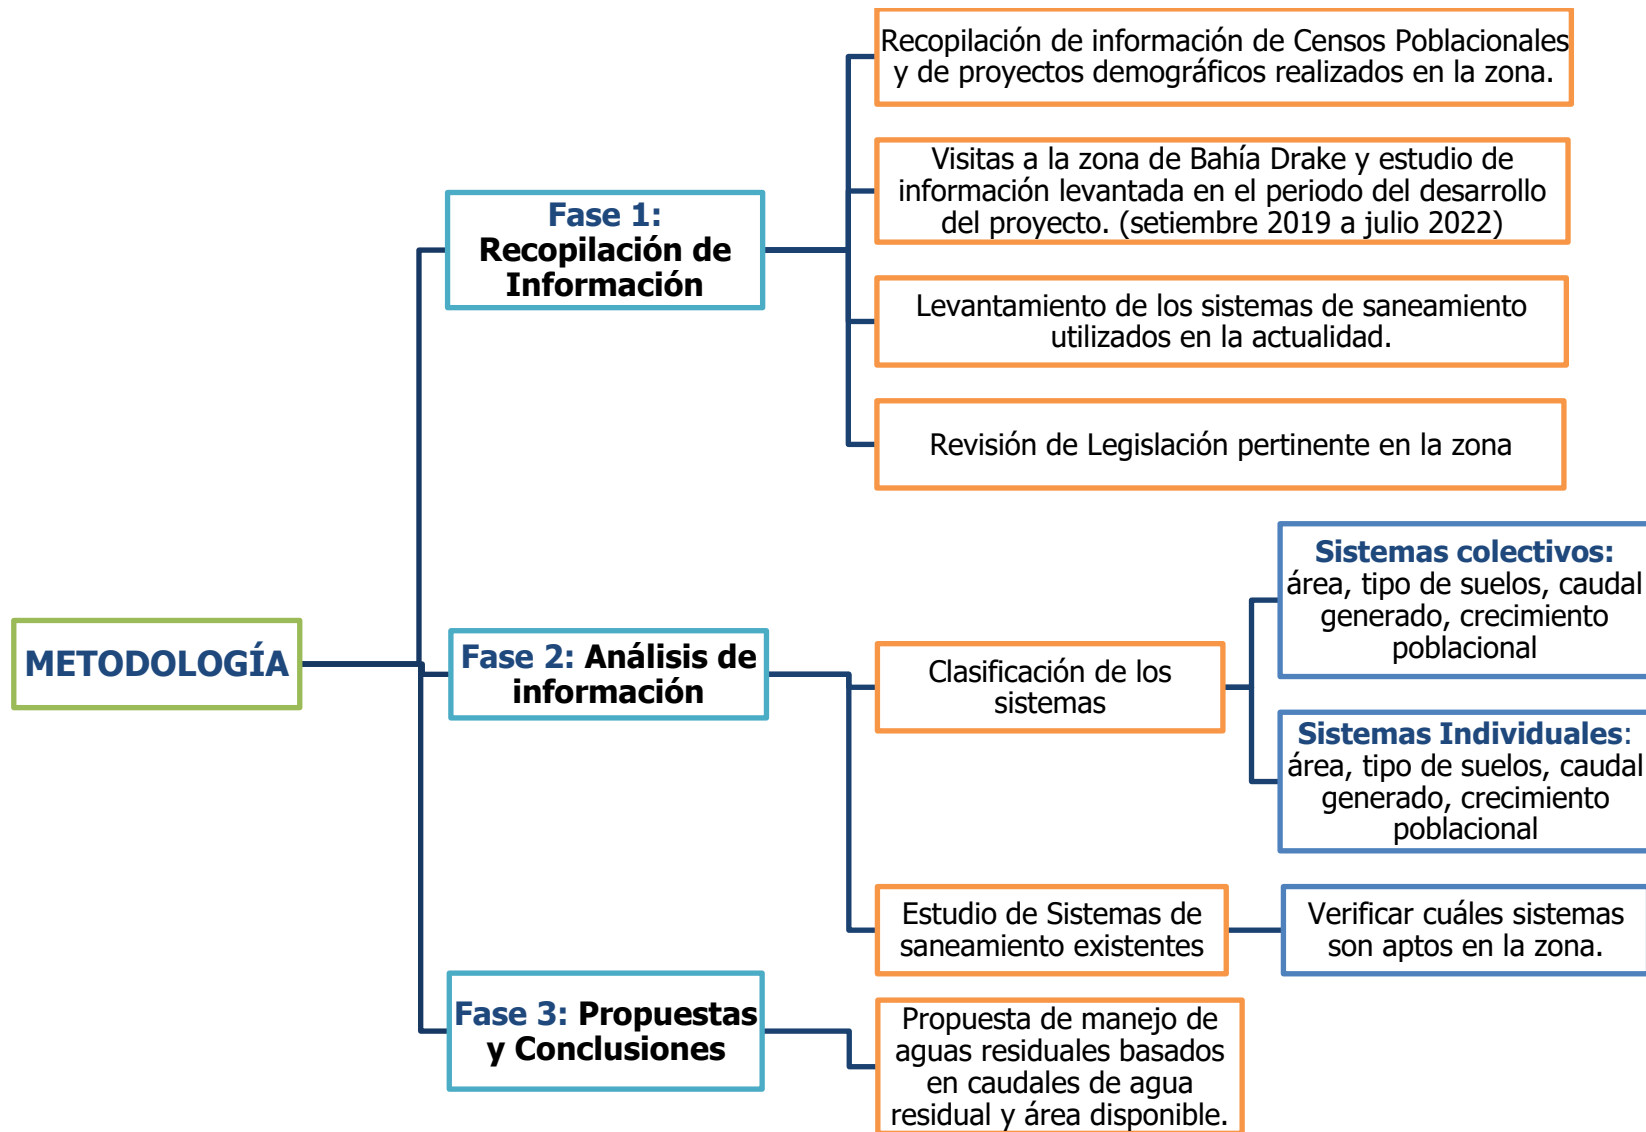 METODOLOGÍA
Fase 1:
Recopilación de
Información
Recopilación de información de Censos Poblacionales
y de proyectos demográficos realizados en la zona.
Visitas a la zona de Bahía Drake y estudio de
información levantada en el periodo del desarrollo
del proyecto. (setiembre 2019 a julio 2022)
Levantamiento de los sistemas de saneamiento
utilizados en la actualidad.
Revisión de Legislación pertinente en la zona
Fase 2: Análisis de
información
Clasificación de los
sistemas
Sistemas colectivos:
área, tipo de suelos, caudal
generado, crecimiento
poblacional
Sistemas Individuales:
área, tipo de suelos, caudal
generado, crecimiento
poblacional
Estudio de Sistemas de
saneamiento existentes
Verificar cuáles sistemas
son aptos en la zona.
Fase 3: Propuestas
y Conclusiones
Propuesta de manejo de
aguas residuales basados
en caudales de agua
residual y área disponible.